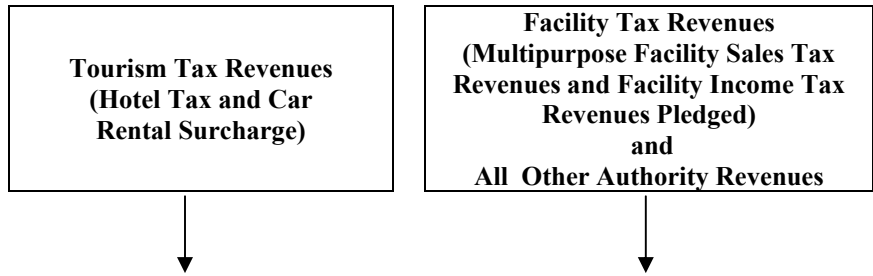 Tourism Tax Revenues
(Hotel Tax and Car
Rental Surcharge)
Facility Tax Revenues
(Multipurpose Facility Sales Tax
Revenues and Facility Income Tax
Revenues Pledged)
and
All Other Authority Revenues